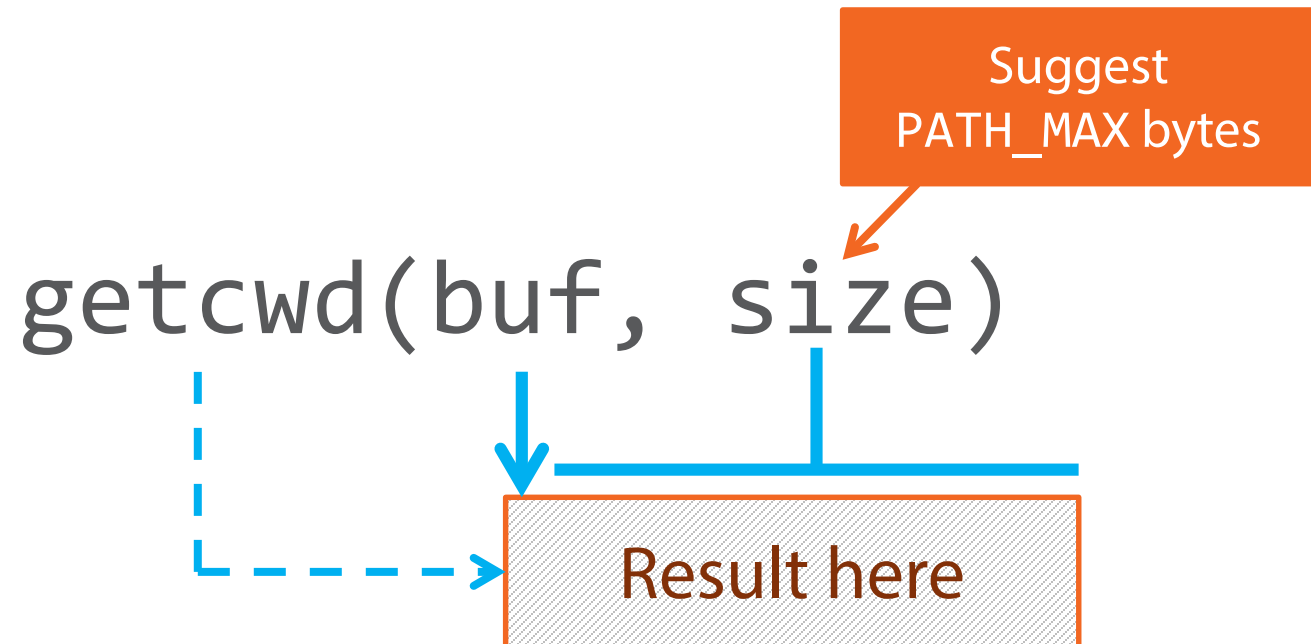 Suggest
PATH_MAX bytes
getcwd(buf, size)
Result here